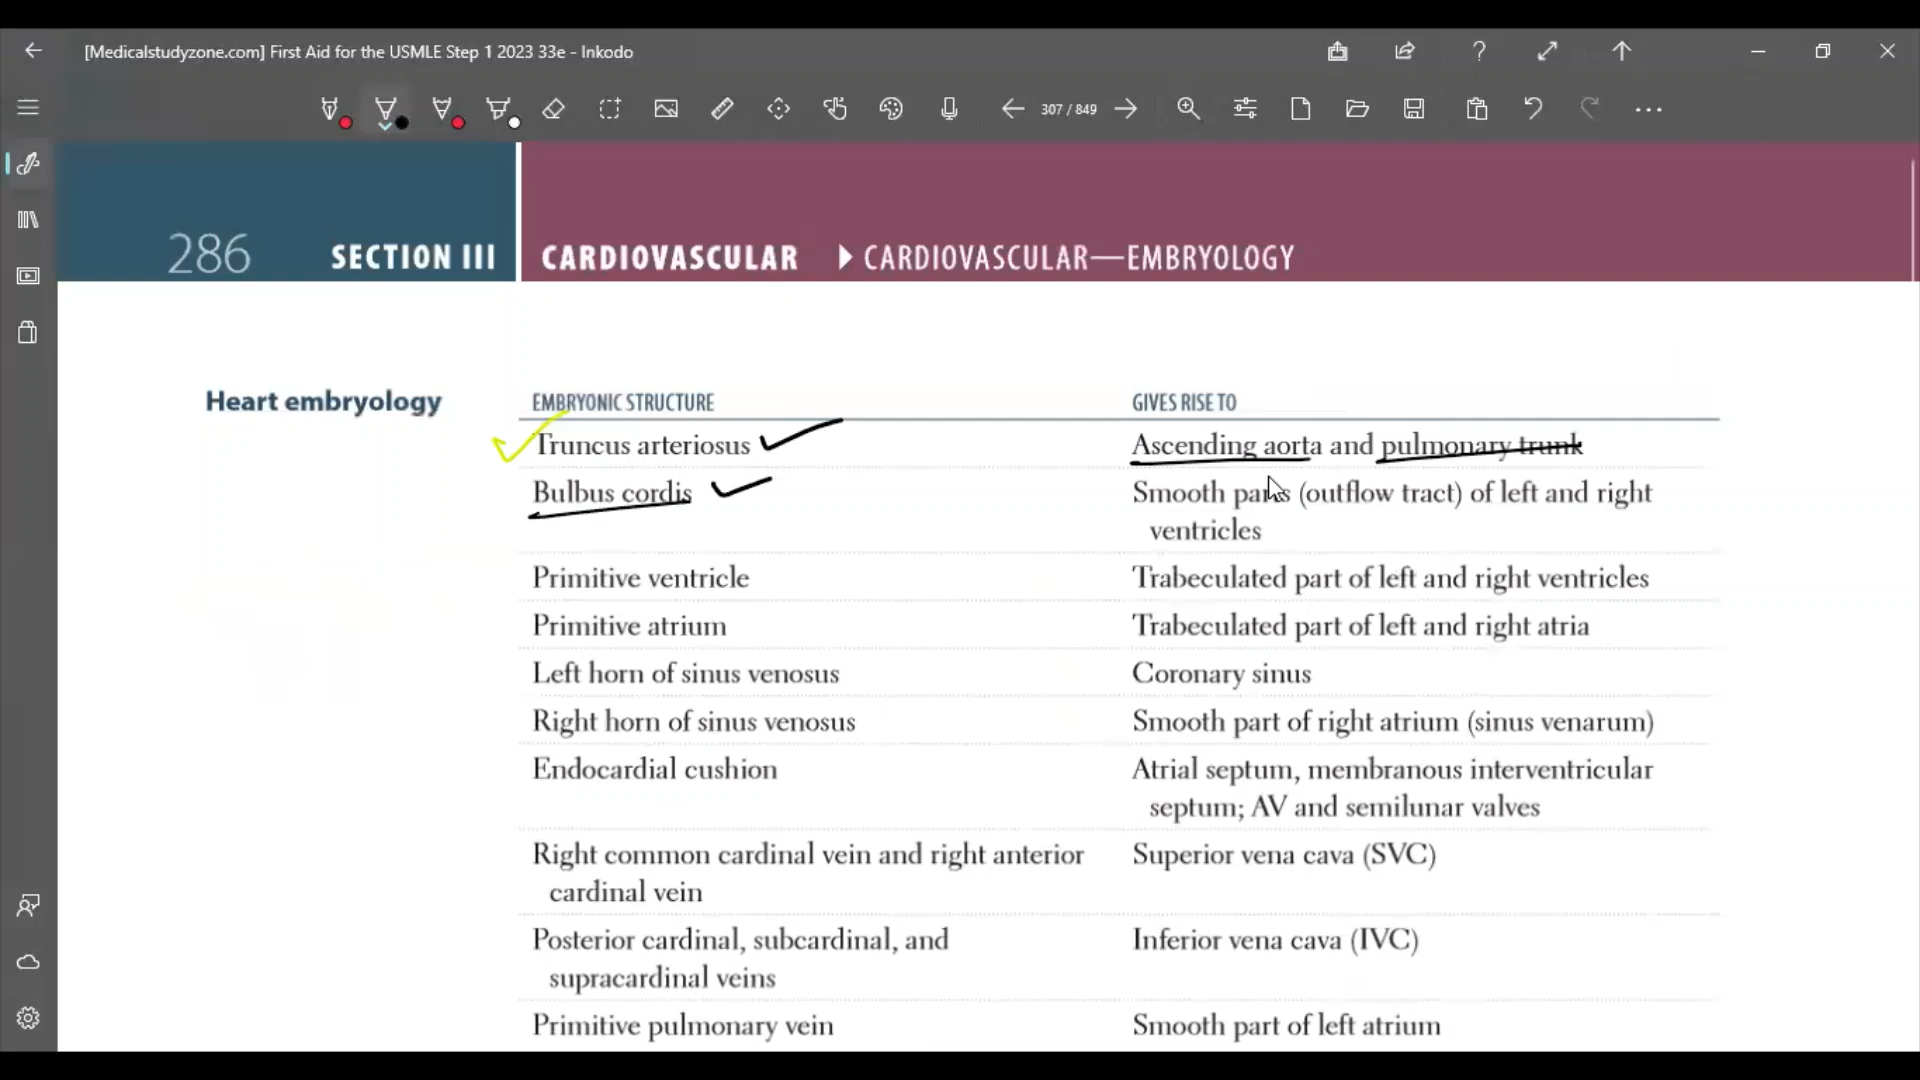 [Medicalstudyzone.com] First Aid for the USMLE Step 1 2023 33e - Inkodo
307 / 849
286 SECTION III CARDIOVASCULAR ▶ CARDIOVASCULAR—EMBRYOLOGY
Heart embryology
EMBRYONIC STRUCTURE GIVES RISE TO
Truncus arteriosus Ascending aorta and pulmonary trunk
Bulbus cordis Smooth parts (outflow tract) of left and right
ventricles
Primitive ventricle Trabeculated part of left and right ventricles
Primitive atrium Trabeculated part of left and right atria
Left horn of sinus venosus Coronary sinus
Right horn of sinus venosus Smooth part of right atrium (sinus venarum)
Endocardial cushion Atrial septum, membranous interventricular
septum; AV and semilunar valves
Right common cardinal vein and right anterior Superior vena cava (SVC)
cardinal vein
Posterior cardinal, subcardinal, and Inferior vena cava (IVC)
supracardinal veins
Primitive pulmonary vein Smooth part of left atrium